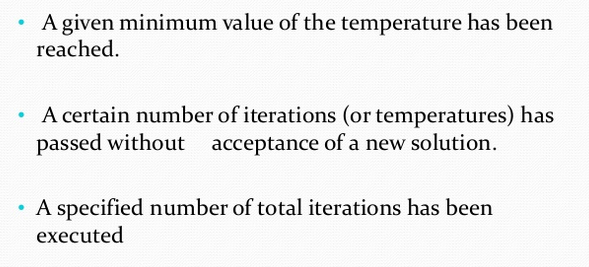 • A given minimum value of the temperature has been
reached.
• A certain number of iterations (or temperatures) has
passed without acceptance of a new solution.
• A specified number of total iterations has been
executed